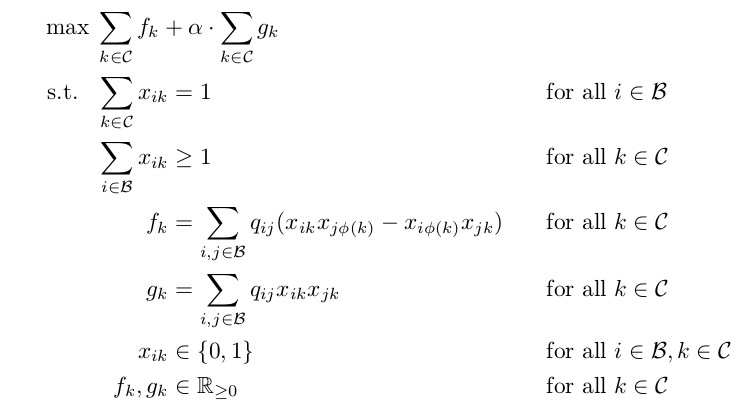 max ∑_{k∈𝒞} f_k + α · ∑_{k∈𝒞} g_k
s.t. ∑_{k∈𝒞} x_{ik} = 1 for all i ∈ ℬ
∑_{i∈ℬ} x_{ik} ≥ 1 for all k ∈ 𝒞
f_k = ∑_{i,j∈ℬ} q_{ij}(x_{ik}x_{jϕ(k)} − x_{iϕ(k)}x_{jk}) for all k ∈ 𝒞
g_k = ∑_{i,j∈ℬ} q_{ij}x_{ik}x_{jk} for all k ∈ 𝒞
x_{ik} ∈ {0, 1} for all i ∈ ℬ, k ∈ 𝒞
f_k, g_k ∈ ℝ_{≥0} for all k ∈ 𝒞